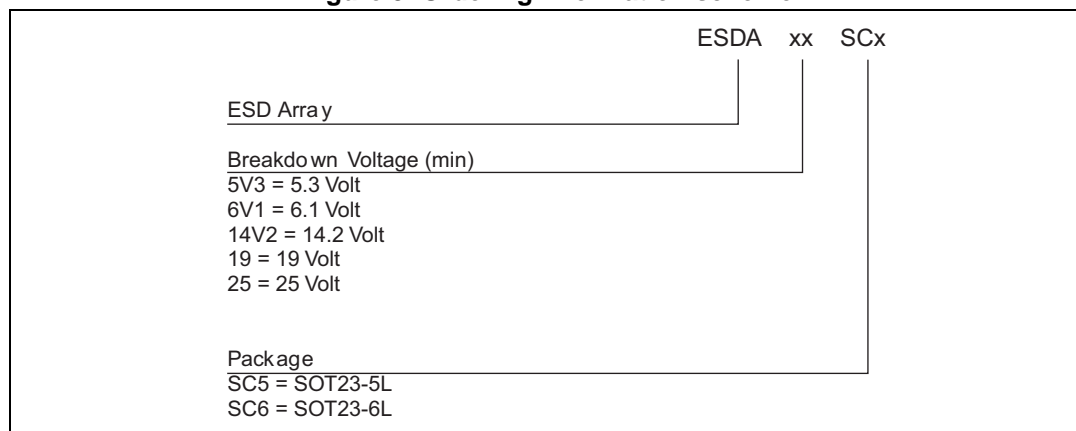 ESDA xx SCx
ESD Array
Breakdown Voltage (min)
5V3 = 5.3 Volt
6V1 = 6.1 Volt
14V2 = 14.2 Volt
19 = 19 Volt
25 = 25 Volt
Package
SC5 = SOT23-5L
SC6 = SOT23-6L